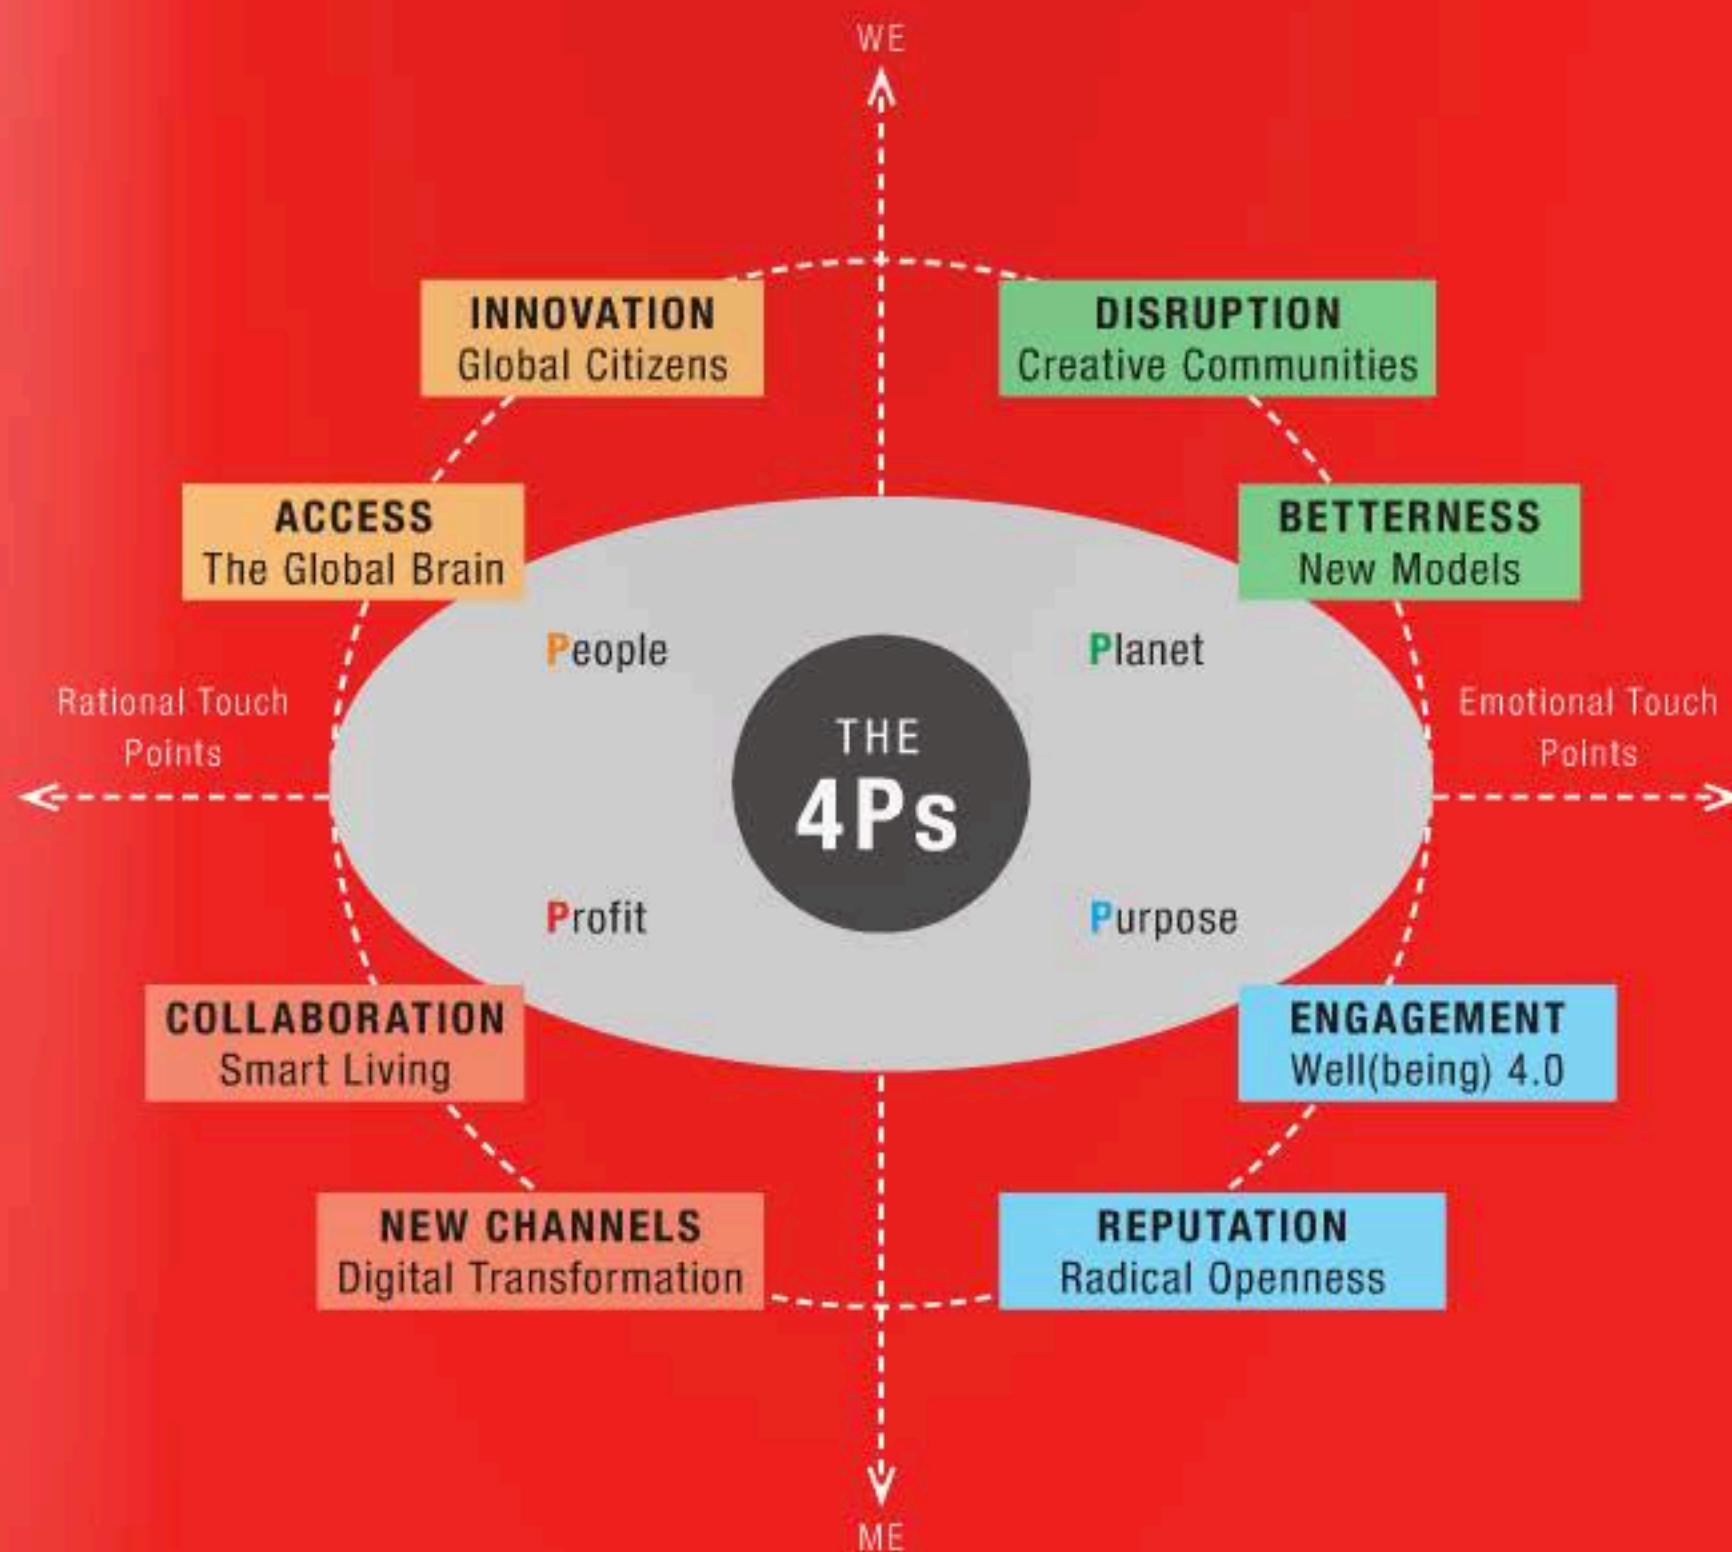 WE
INNOVATION
Global Citizens
DISRUPTION
Creative Communities
ACCESS
The Global Brain
BETTERNESS
New Models
People
Planet
Rational Touch
Points
THE
4Ps
Emotional Touch
Points
Profit
Purpose
COLLABORATION
Smart Living
ENGAGEMENT
Well(being) 4.0
NEW CHANNELS
Digital Transformation
REPUTATION
Radical Openness
ME